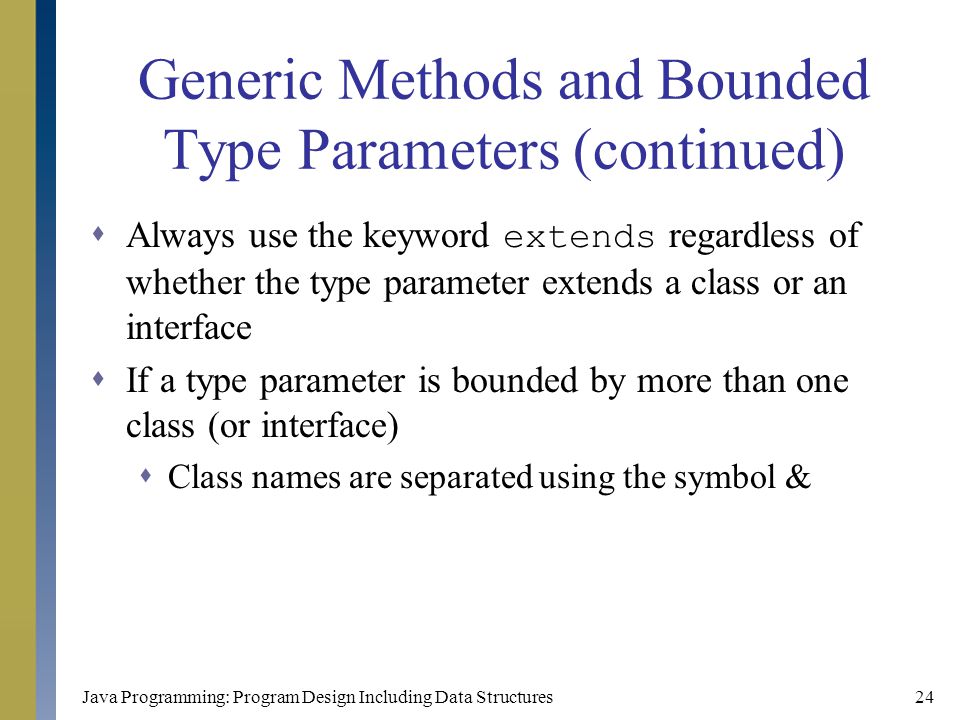 Generic Methods and Bounded
Type Parameters (continued)
Always use the keyword extends regardless of
whether the type parameter extends a class or an
interface
If a type parameter is bounded by more than one
class (or interface)
Class names are separated using the symbol &
Java Programming: Program Design Including Data Structures
24